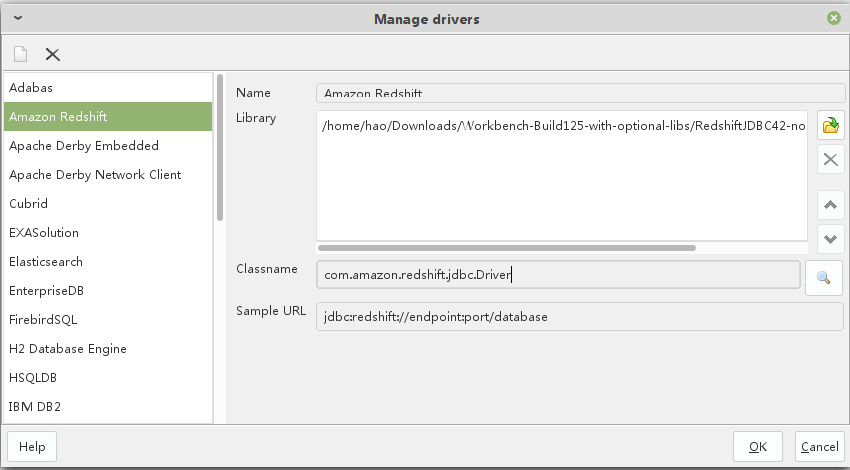 Manage drivers
Adabas
Amazon Redshift
Apache Derby Embedded
Apache Derby Network Client
Cubrid
EXASolution
Elasticsearch
EnterpriseDB
FirebirdSQL
H2 Database Engine
HSQLDB
IBM DB2
Name
Amazon Redshift
Library
/home/hao/Downloads/Workbench-Build125-with-optional-libs/RedshiftJDBC42-no
Classname
com.amazon.redshift.jdbc.Driver
Sample URL
jdbc:redshift://endpoint:port/database
Help
OK
Cancel